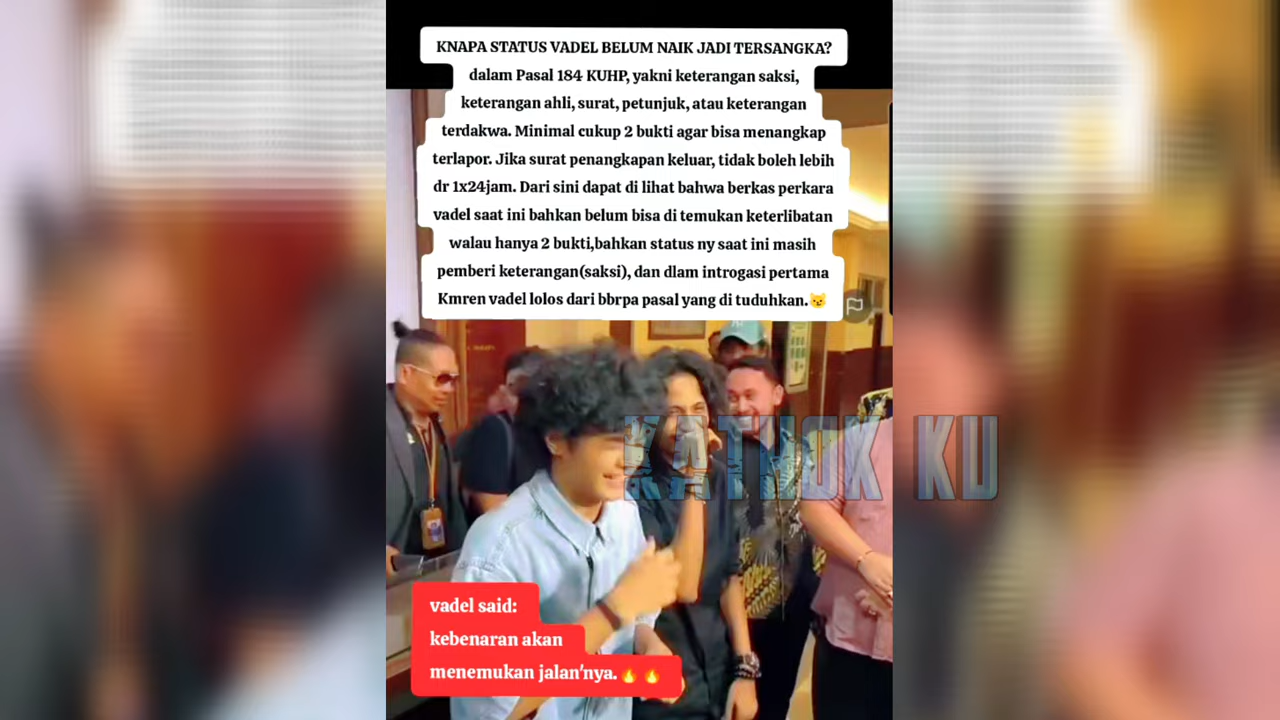 KNAPA STATUS VADEL BELUM NAIK JADI TERSANGKA?
dalam Pasal 184 KUHP, yakni keterangan saksi,
keterangan ahli, surat, petunjuk, atau keterangan
terdakwa. Minimal cukup 2 bukti agar bisa menangkap
terlapor. Jika surat penangkapan keluar, tidak boleh lebih
dr 1x24jam. Dari sini dapat di lihat bahwa berkas perkara
vadel saat ini bahkan belum bisa di temukan keterlibatan
walau hanya 2 bukti,bahkan status ny saat ini masih
pemberi keterangan(saksi), dan dlam introgasi pertama
Kmren vadel lolos dari bbrpa pasal yang di tuduhkan.😼
KATHOK KU
vadel said:
kebenaran akan
menemukan jalan'nya.🔥🔥